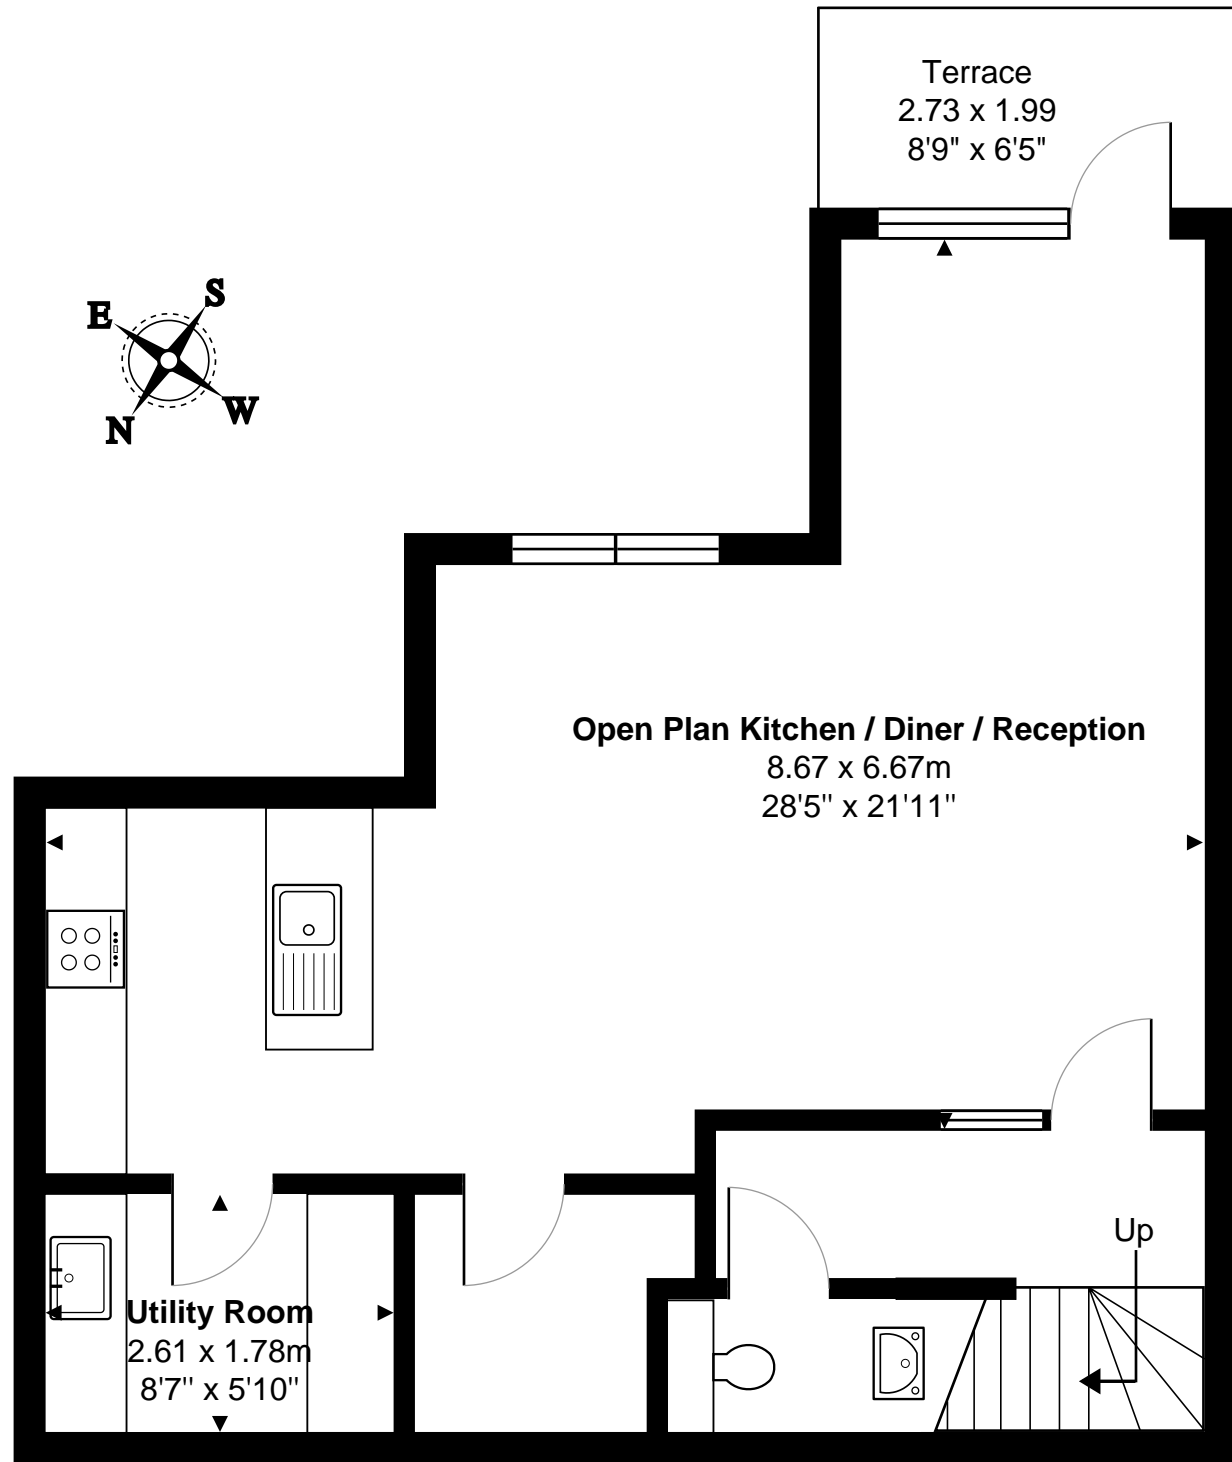 Terrace
2.73 x 1.99
8'9" x 6'5"
S
E
W
N
Open Plan Kitchen / Diner / Reception
8.67 x 6.67m
28'5" x 21'11"
Up
Utility Room
2.61 x 1.78m
8'7" x 5'10"